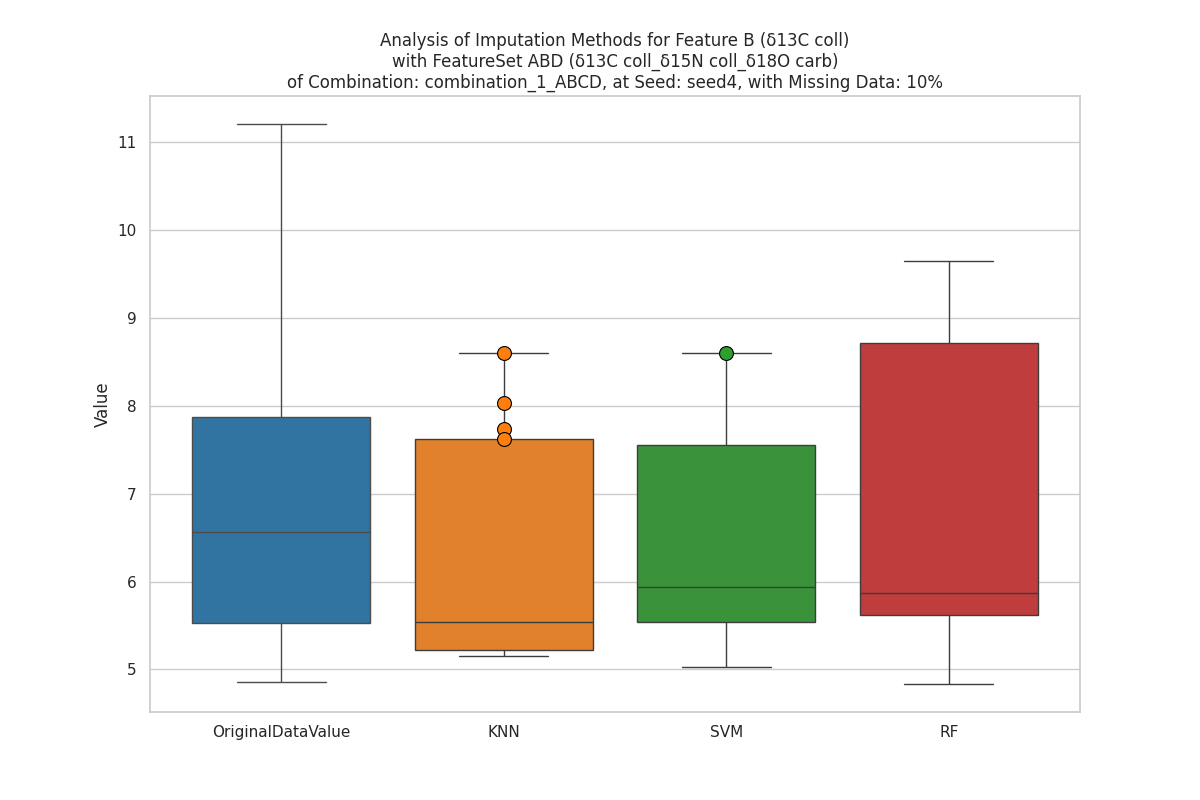 Analysis of Imputation Methods for Feature B (δ13C coll)
with FeatureSet ABD (δ13C coll_δ15N coll_δ18O carb)
of Combination: combination_1_ABCD, at Seed: seed4, with Missing Data: 10%
11
10
9
8
7
6
5
Value
OriginalDataValue
KNN
SVM
RF